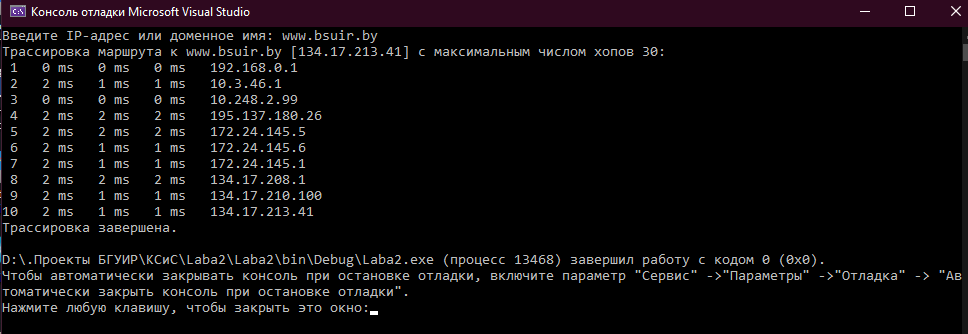 Консоль отладки Microsoft Visual Studio
Введите IP-адрес или доменное имя: www.bsuir.by
Трассировка маршрута к www.bsuir.by [134.17.213.41] с максимальным числом хопов 30:
1 0 ms 0 ms 0 ms 192.168.0.1
2 2 ms 1 ms 1 ms 10.3.46.1
3 0 ms 0 ms 0 ms 10.248.2.99
4 2 ms 2 ms 2 ms 195.137.180.26
5 2 ms 2 ms 2 ms 172.24.145.5
6 2 ms 1 ms 1 ms 172.24.145.6
7 2 ms 1 ms 1 ms 172.24.145.1
8 2 ms 2 ms 2 ms 134.17.208.1
9 2 ms 1 ms 1 ms 134.17.210.100
10 2 ms 1 ms 1 ms 134.17.213.41
Трассировка завершена.
D:\.Проекты БГУИР\КСиС\Laba2\Laba2\bin\Debug\Laba2.exe (процесс 13468) завершил работу с кодом 0 (0x0).
Чтобы автоматически закрывать консоль при остановке отладки, включите параметр "Сервис" ->"Параметры" ->"Отладка" -> "Ав
томатически закрыть консоль при остановке отладки".
Нажмите любую клавишу, чтобы закрыть это окно: